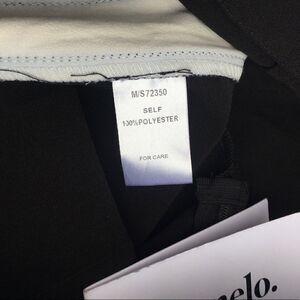 M/S72350
SELF
100%POLYESTER
FOR CARE
nelo.